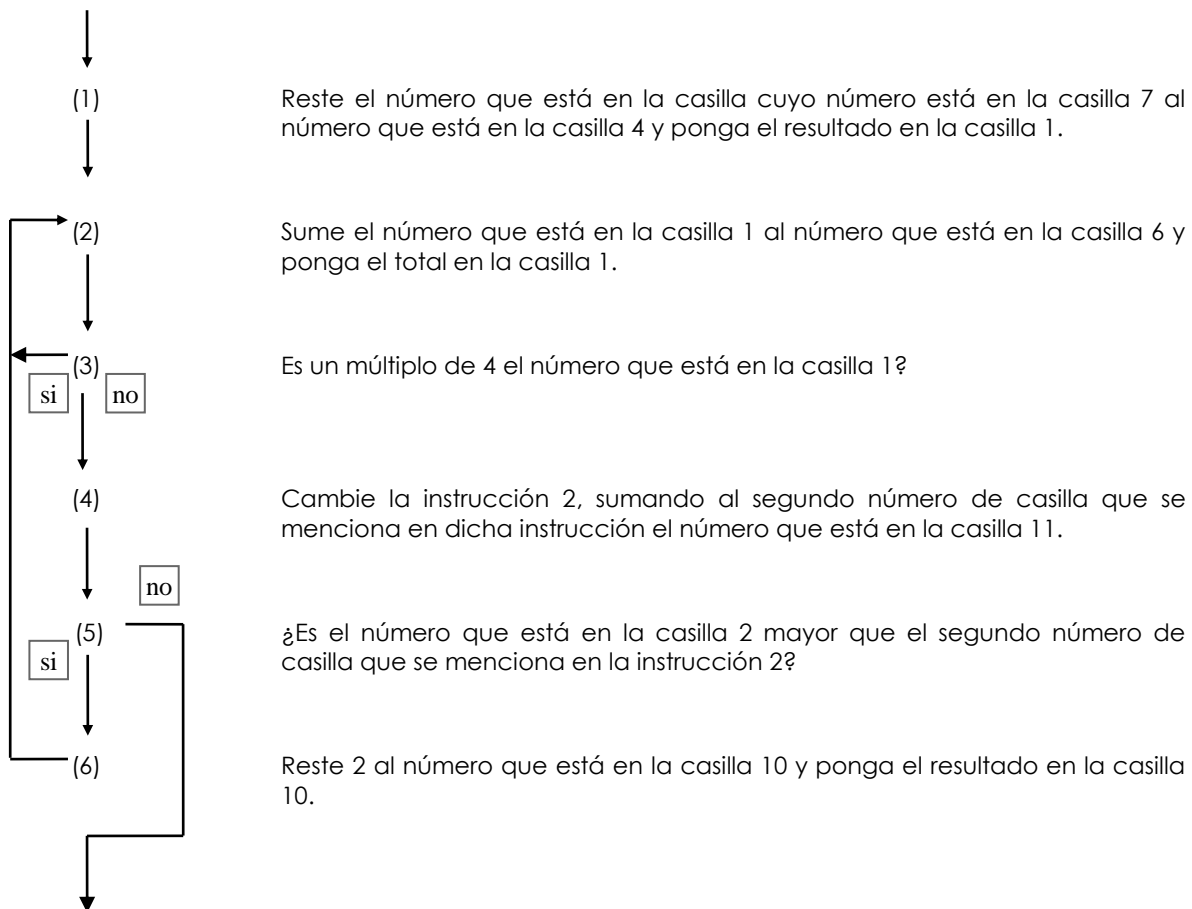 (1) Reste el número que está en la casilla cuyo número está en la casilla 7 al
número que está en la casilla 4 y ponga el resultado en la casilla 1.
(2) Sume el número que está en la casilla 1 al número que está en la casilla 6 y
ponga el total en la casilla 1.
(3) Es un múltiplo de 4 el número que está en la casilla 1?
si no
(4) Cambie la instrucción 2, sumando al segundo número de casilla que se
menciona en dicha instrucción el número que está en la casilla 11.
no
(5) ¿Es el número que está en la casilla 2 mayor que el segundo número de
si casilla que se menciona en la instrucción 2?
(6) Reste 2 al número que está en la casilla 10 y ponga el resultado en la casilla
10.